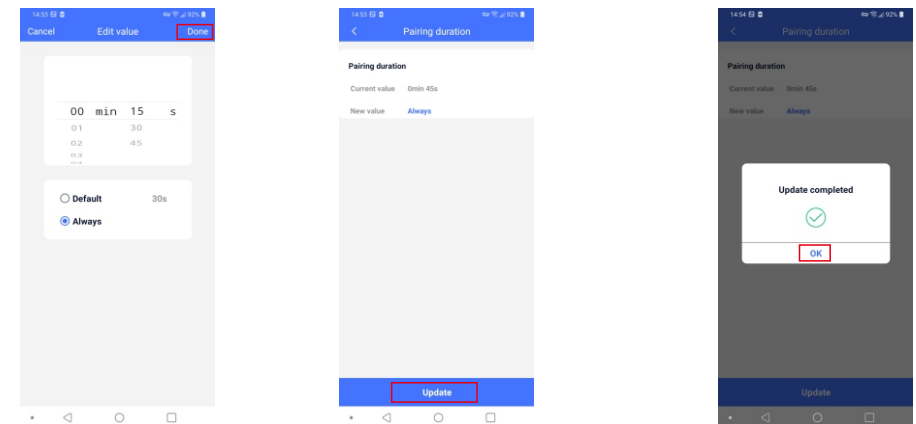 14:53 92%
Cancel Edit value Done
00 min 15 s
01 30
02 45
03
04
Default 30s
Always
14:53 92%
Pairing duration
Pairing duration
Current value 0min 45s
New value Always
Update
14:54 92%
Pairing duration
Pairing duration
Current value 0min 45s
New value Always
Update completed
OK
Update